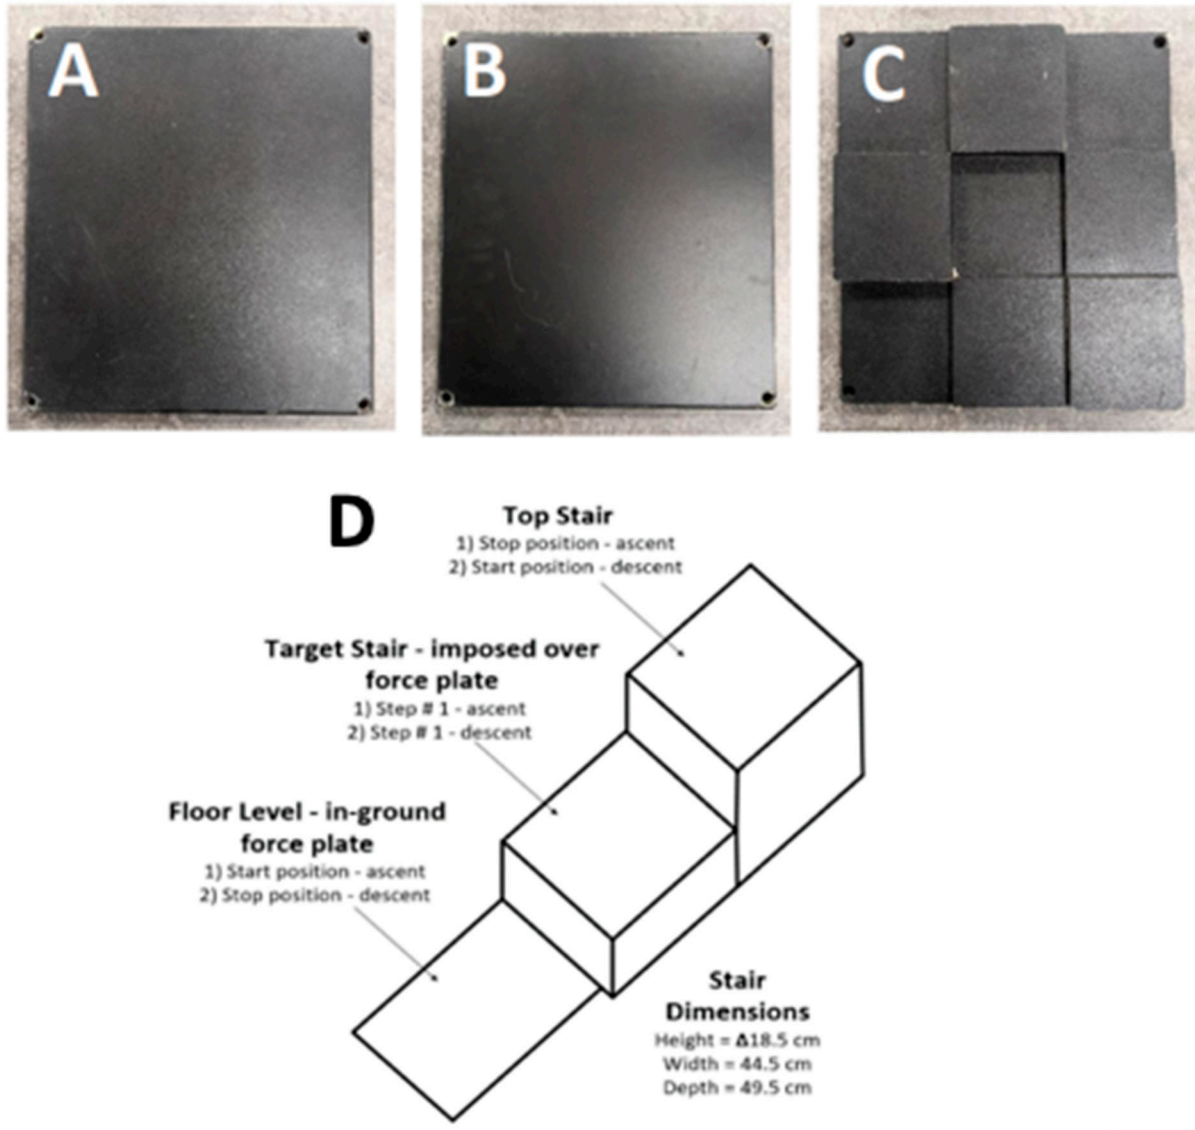 A
B
C
D
Top Stair
1) Stop position - ascent
2) Start position - descent
Target Stair - imposed over
force plate
1) Step # 1 - ascent
2) Step # 1 - descent
Floor Level - in-ground
force plate
1) Start position - ascent
2) Stop position - descent
Stair
Dimensions
Height = Δ18.5 cm
Width = 44.5 cm
Depth = 49.5 cm